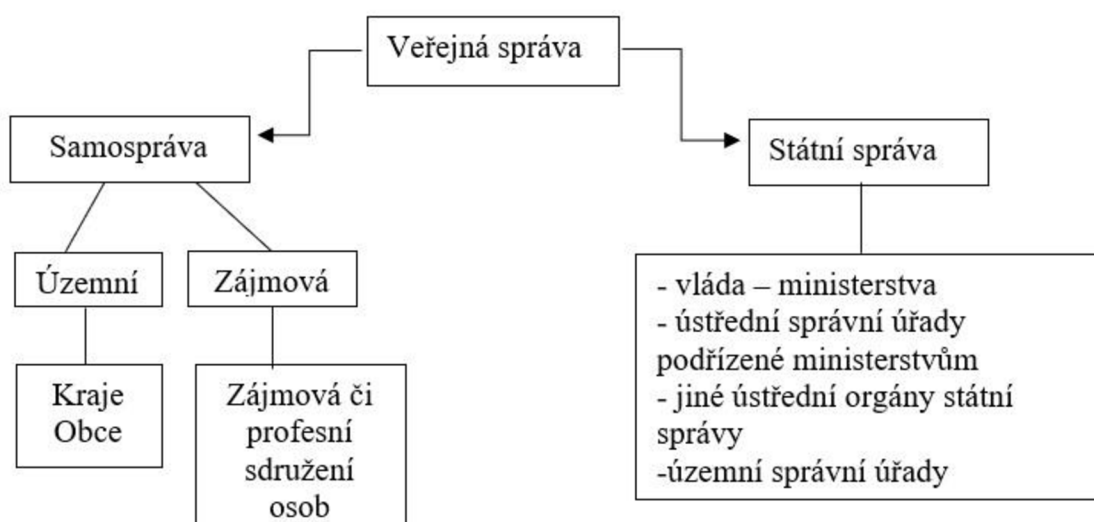 Veřejná správa
Samospráva
Státní správa
Územní
Zájmová
Kraje
Obce
Zájmová či
profesní
sdružení
osob
- vláda – ministerstva
- ústřední správní úřady
podřízené ministerstvům
- jiné ústřední orgány státní
správy
-územní správní úřady